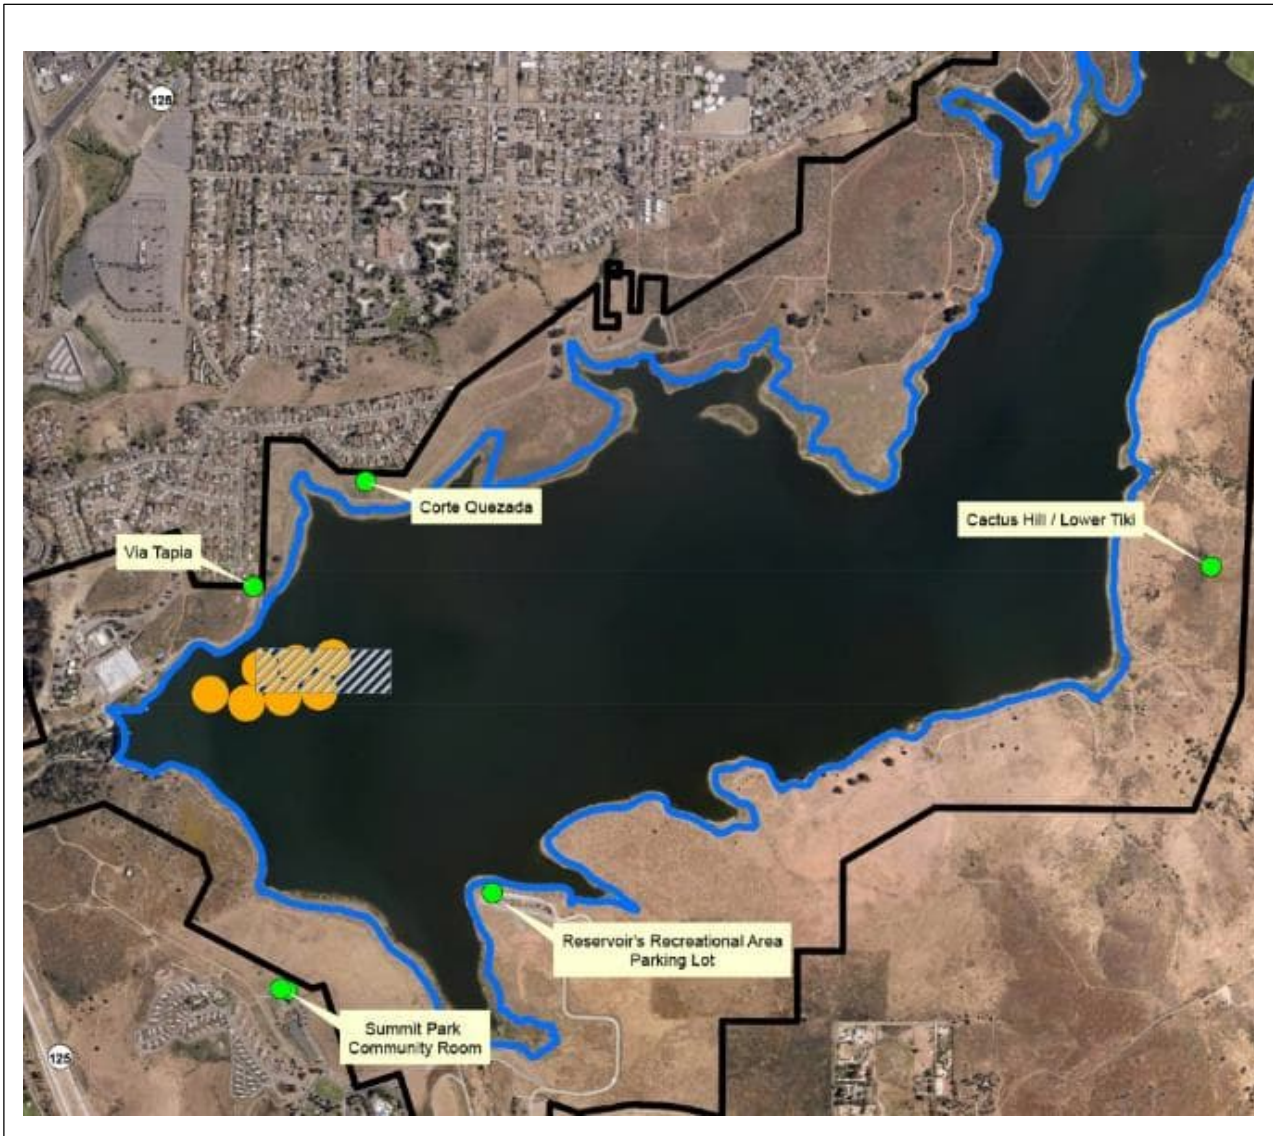 125
Corte Quezada
Cactus Hill / Lower Tiki
Via Tapia
Reservoir's Recreational Area
Parking Lot
Summit Park
Community Room
125